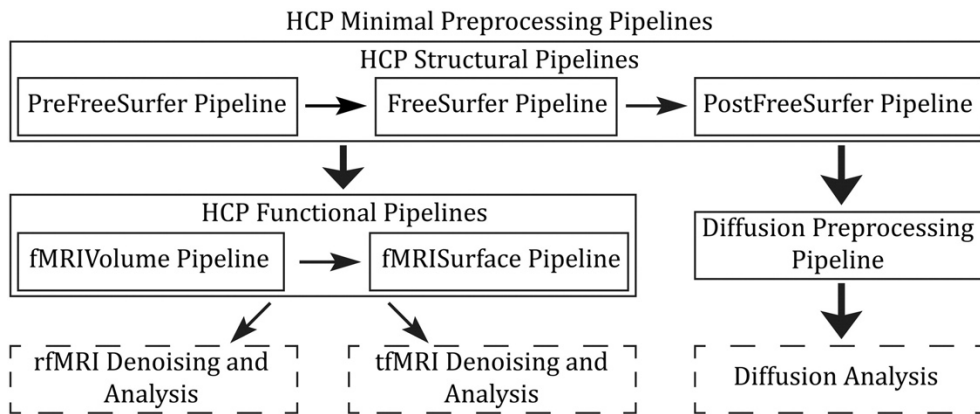 HCP Minimal Preprocessing Pipelines
HCP Structural Pipelines
PreFreeSurfer Pipeline
FreeSurfer Pipeline
PostFreeSurfer Pipeline
HCP Functional Pipelines
fMRIVolume Pipeline
fMRISurface Pipeline
Diffusion Preprocessing
Pipeline
rfMRI Denoising and
Analysis
tfMRI Denoising and
Analysis
Diffusion Analysis